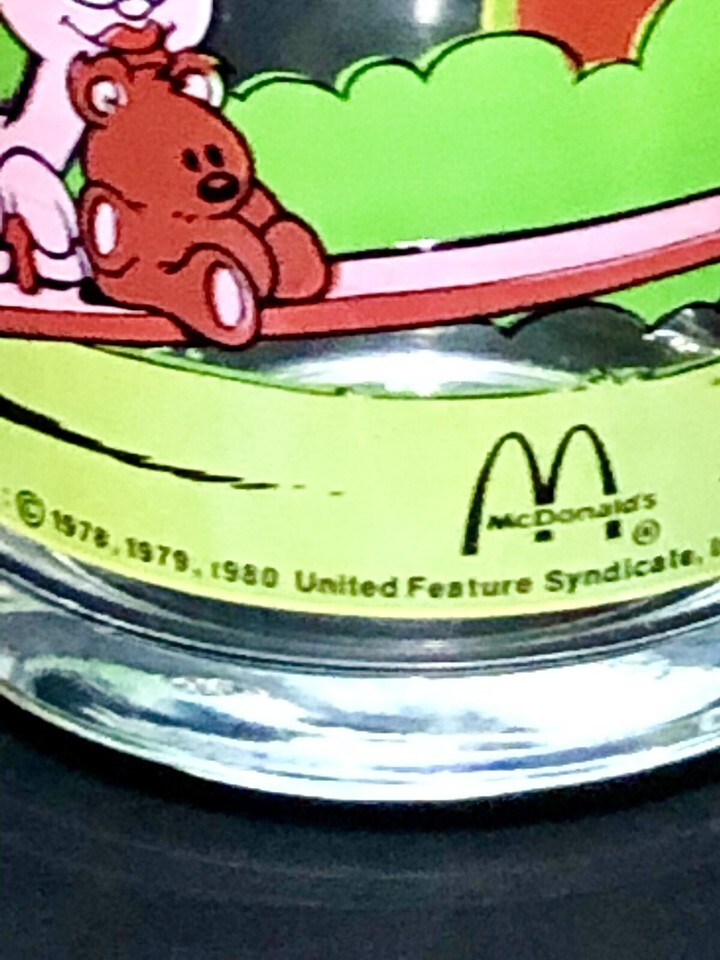 McDonald's
®
© 1978, 1979, 1980 United Feature Syndicate,